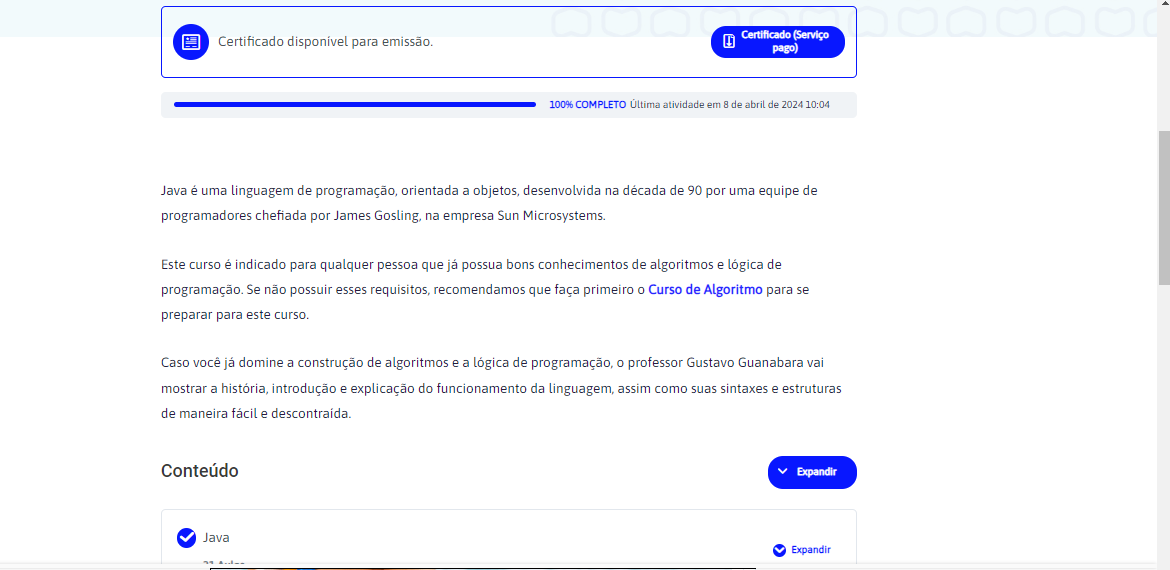 Certificado disponível para emissão.
Certificado (Serviço
pago)
100% COMPLETO Última atividade em 8 de abril de 2024 10:04
Java é uma linguagem de programação, orientada a objetos, desenvolvida na década de 90 por uma equipe de
programadores chefiada por James Gosling, na empresa Sun Microsystems.
Este curso é indicado para qualquer pessoa que já possua bons conhecimentos de algoritmos e lógica de
programação. Se não possuir esses requisitos, recomendamos que faça primeiro o Curso de Algoritmo para se
preparar para este curso.
Caso você já domine a construção de algoritmos e a lógica de programação, o professor Gustavo Guanabara vai
mostrar a história, introdução e explicação do funcionamento da linguagem, assim como suas sintaxes e estruturas
de maneira fácil e descontraída.
Conteúdo
Expandir
Java
Expandir